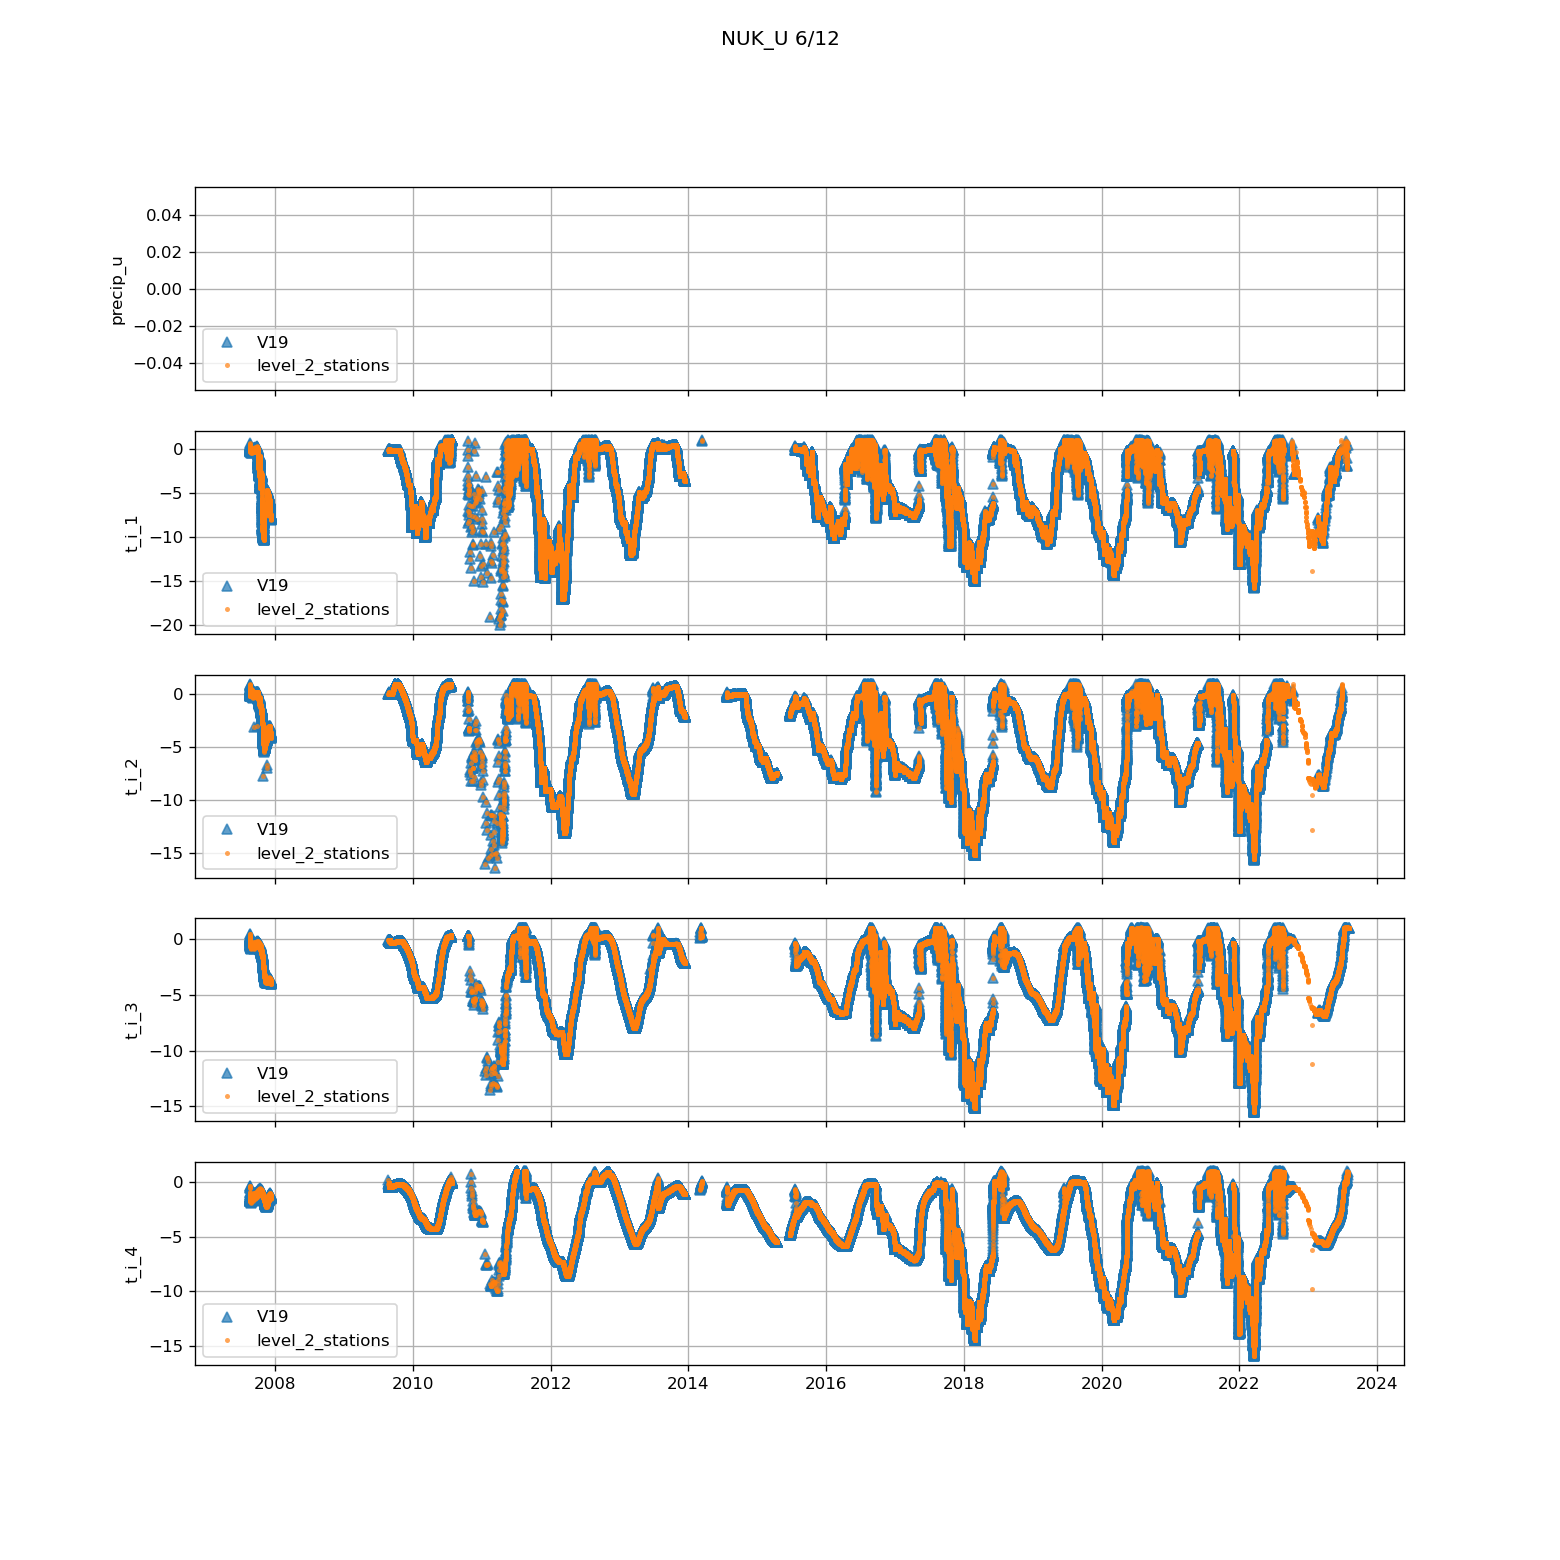 NUK_U 6/12
precip_u
0.04
0.02
0.00
−0.02
−0.04
V19
level_2_stations
t_i_1
0
−5
−10
−15
−20
V19
level_2_stations
t_i_2
0
−5
−10
−15
V19
level_2_stations
t_i_3
0
−5
−10
−15
V19
level_2_stations
t_i_4
0
−5
−10
−15
V19
level_2_stations
2008 2010 2012 2014 2016 2018 2020 2022 2024